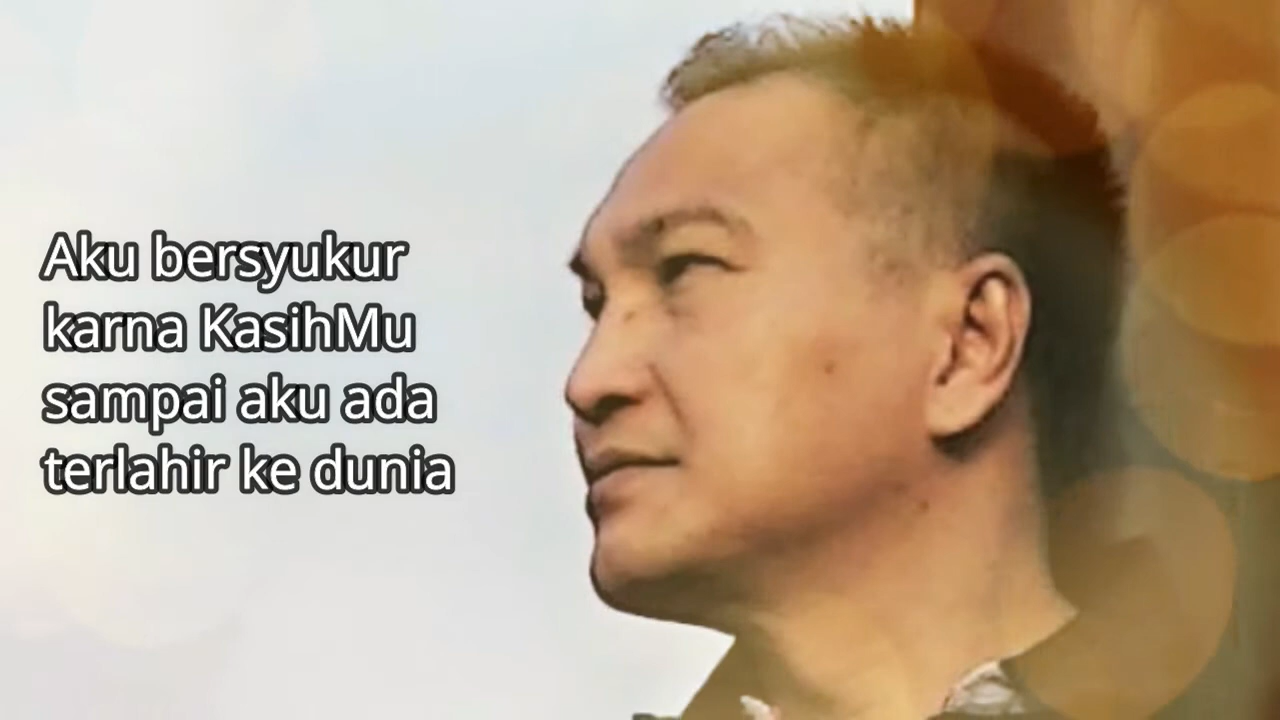 Aku bersyukur
karna KasihMu
sampai aku ada
terlahir ke dunia